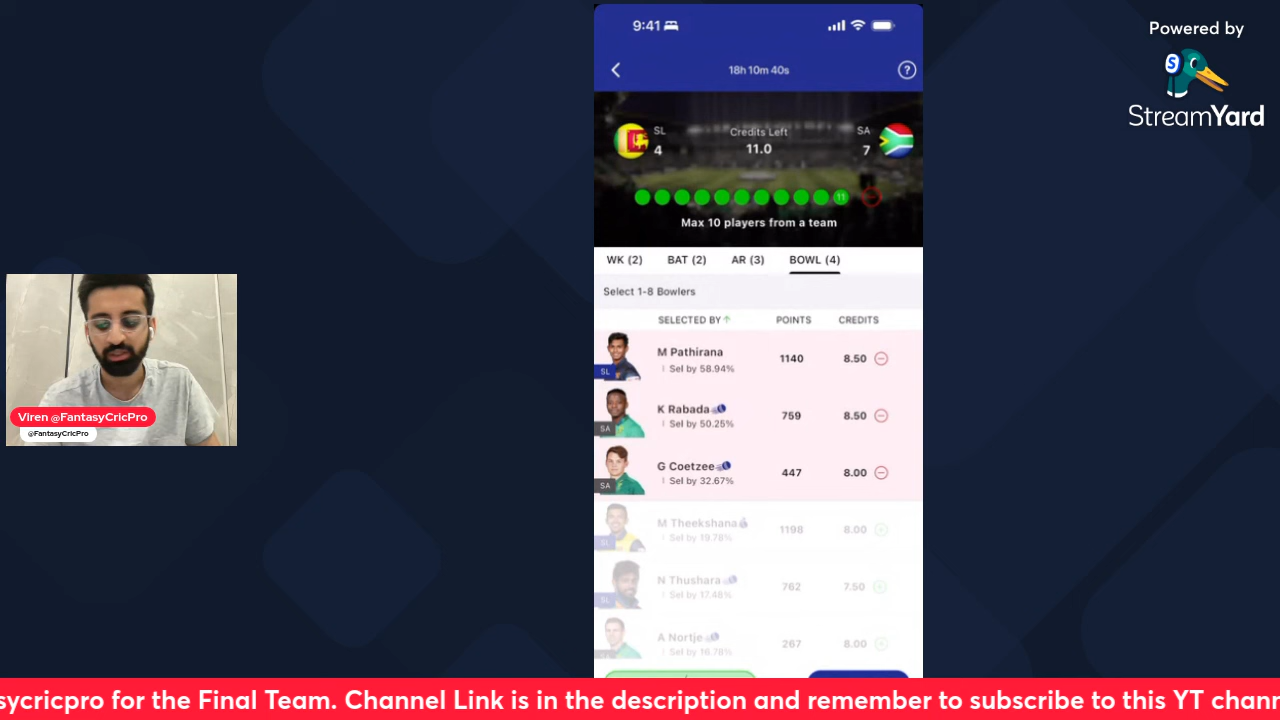 Powered by
StreamYard
9:41
18h 10m 40s
?
SL
4
Credits Left
11.0
SA
7
11
Max 10 players from a team
WK (2)
BAT (2)
AR (3)
BOWL (4)
Select 1-8 Bowlers
SELECTED BY
POINTS
CREDITS
M Pathirana
1140
8.50
SL
Sel by 58.94%
K Rabada
759
8.50
SA
Sel by 50.25%
G Coetzee
447
8.00
SA
Sel by 32.67%
M Theekshana
1198
8.00
SL
Sel by 19.78%
N Thushara
762
7.50
SL
Sel by 17.48%
A Nortje
267
8.00
Sel by 16.78%
Viren @FantasyCricPro
@FantasyCricPro
sycricpro for the Final Team. Channel Link is in the description and remember to subscribe to this YT chann